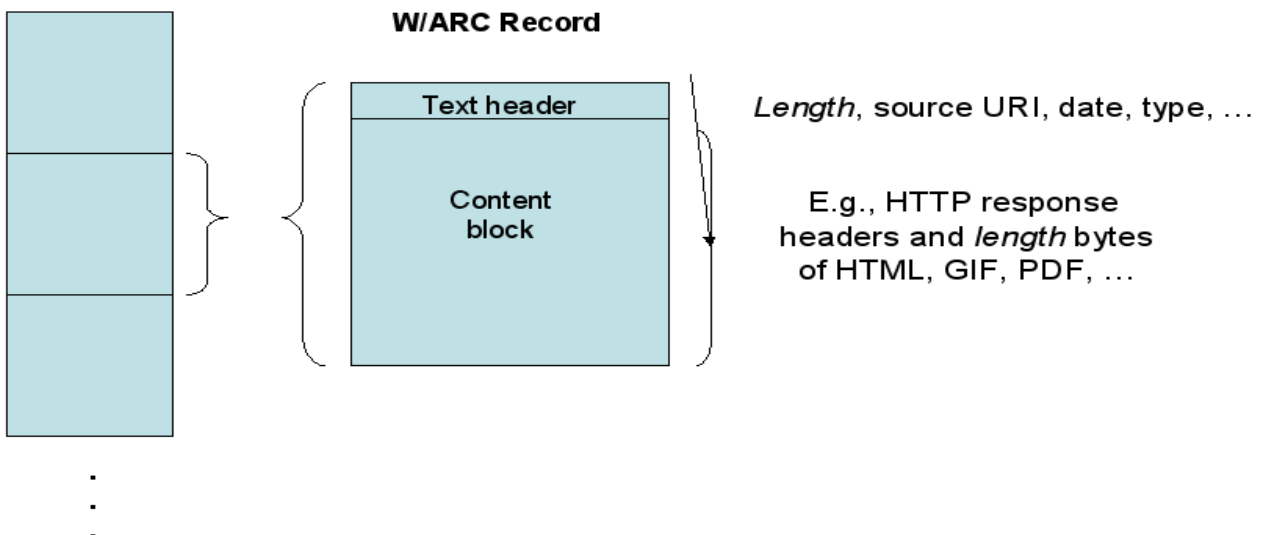 W/ARC Record
Text header
Length, source URI, date, type, …
Content
block
E.g., HTTP response
headers and length bytes
of HTML, GIF, PDF, …